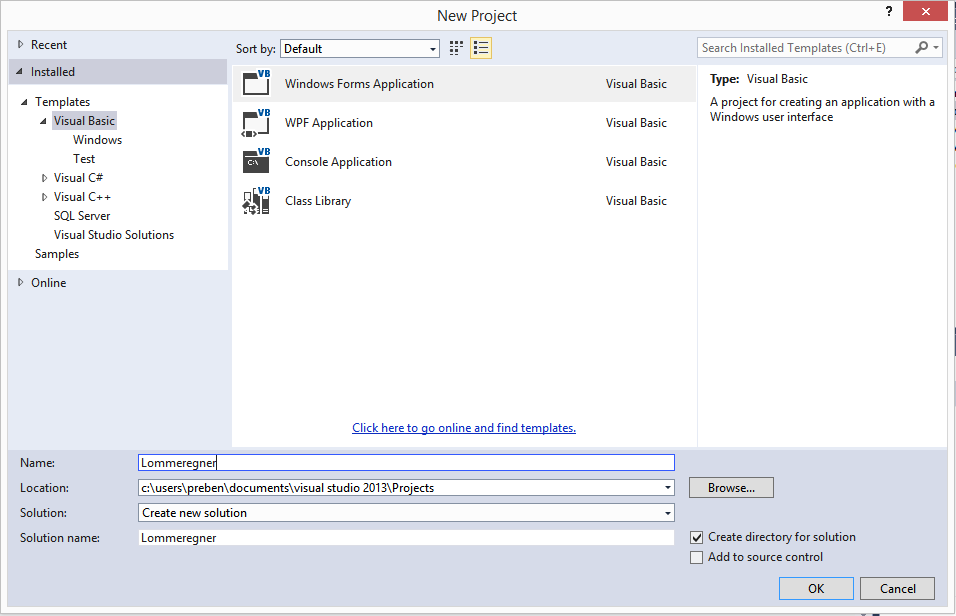 New Project
?
Recent
Installed
Templates
Visual Basic
Windows
Test
Visual C#
Visual C++
SQL Server
Visual Studio Solutions
Samples
Online
Sort by: Default
VB Windows Forms Application Visual Basic
VB WPF Application Visual Basic
VB C:\ Console Application Visual Basic
VB Class Library Visual Basic
Click here to go online and find templates.
Search Installed Templates (Ctrl+E)
Type: Visual Basic
A project for creating an application with a
Windows user interface
Name: Lommeregner
Location: c:\users\preben\documents\visual studio 2013\Projects Browse...
Solution: Create new solution
Solution name: Lommeregner
Create directory for solution
Add to source control
OK Cancel